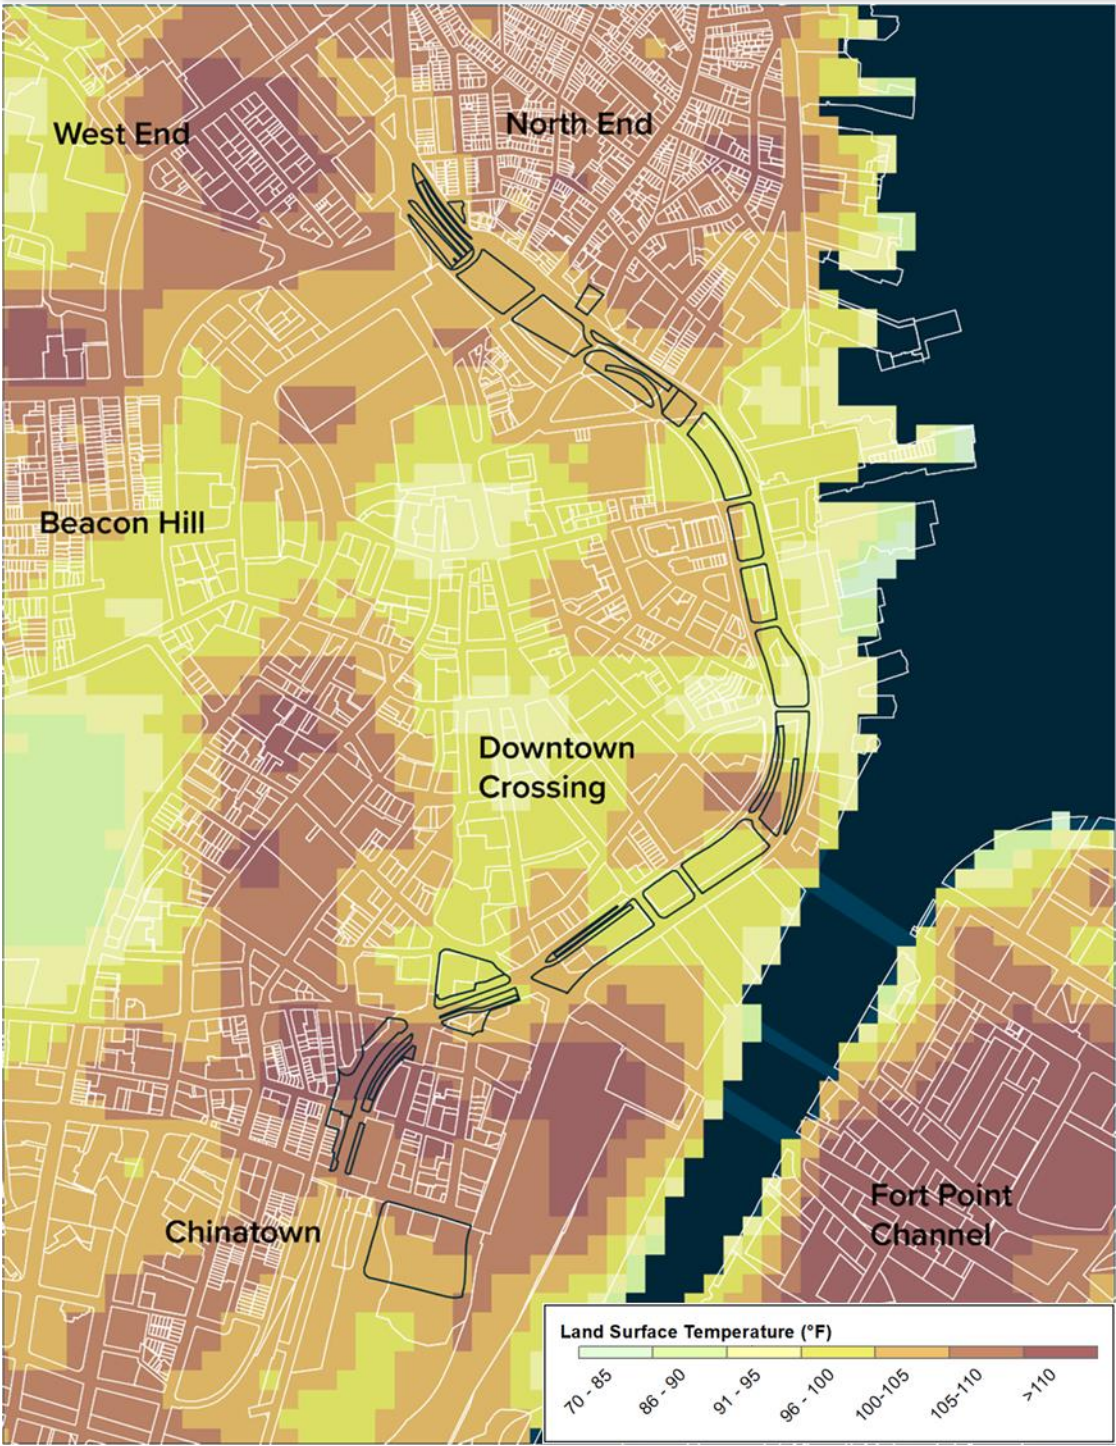 West End
North End
Beacon Hill
Downtown
Crossing
Chinatown
Fort Point
Channel
Land Surface Temperature (°F)
70 - 85
86 - 90
91 - 95
96 - 100
100-105
105-110
>110